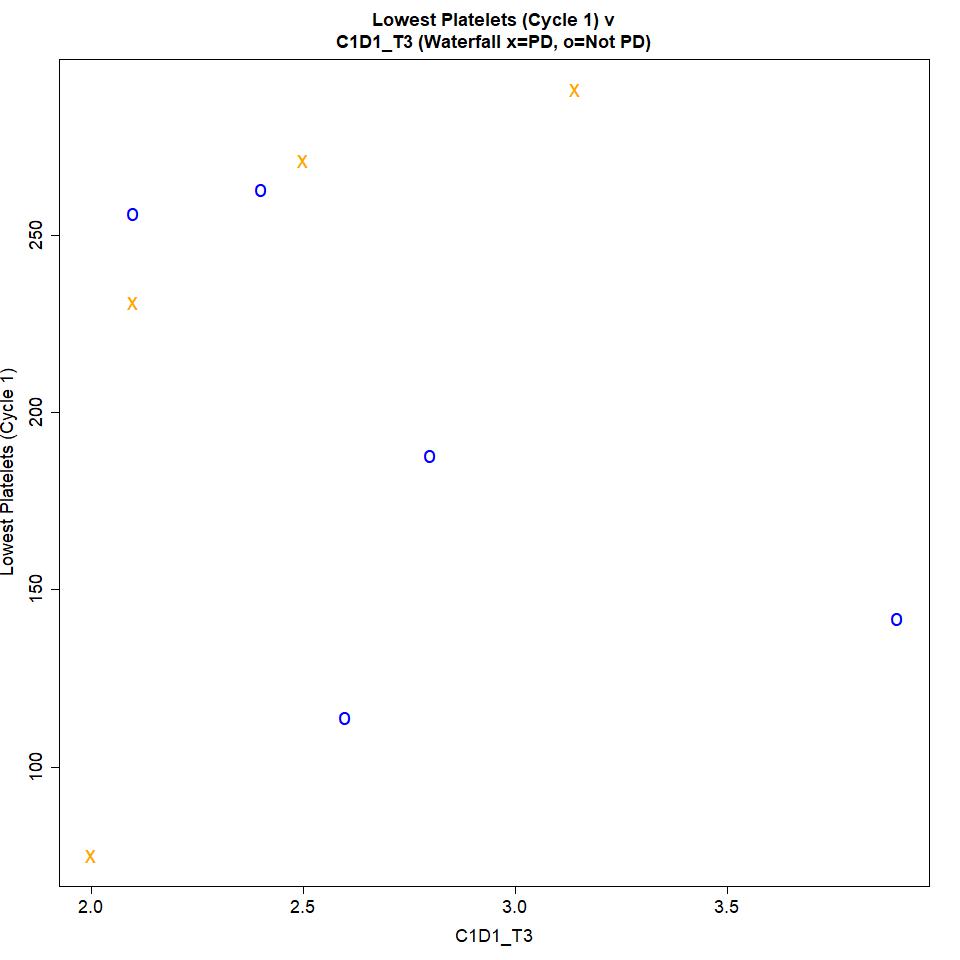 Lowest Platelets (Cycle 1) v
C1D1_T3 (Waterfall x=PD, o=Not PD)
Lowest Platelets (Cycle 1)
250
200
150
100
x
x
o
o
x
o
o
o
x
2.0 2.5 3.0 3.5
C1D1_T3